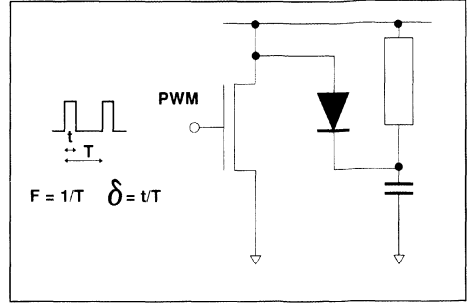 PWM
t
T
F = 1/T δ = t/T